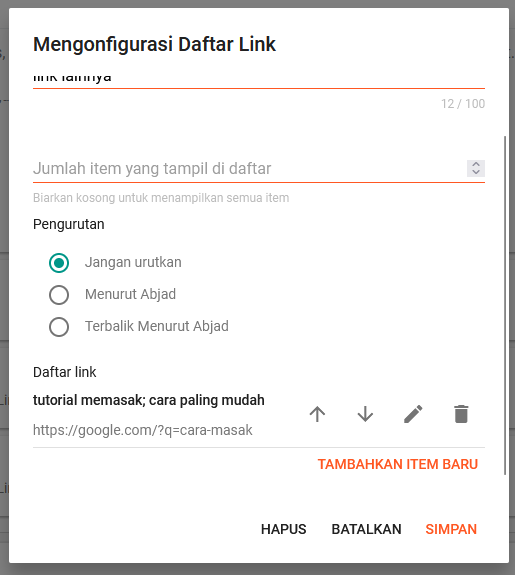 Mengonfigurasi Daftar Link
link lainnya
12 / 100
Jumlah item yang tampil di daftar
Biarkan kosong untuk menampilkan semua item
Pengurutan
Jangan urutkan
Menurut Abjad
Terbalik Menurut Abjad
Daftar link
tutorial memasak; cara paling mudah
https://google.com/?q=cara-masak
TAMBAHKAN ITEM BARU
HAPUS BATALKAN SIMPAN